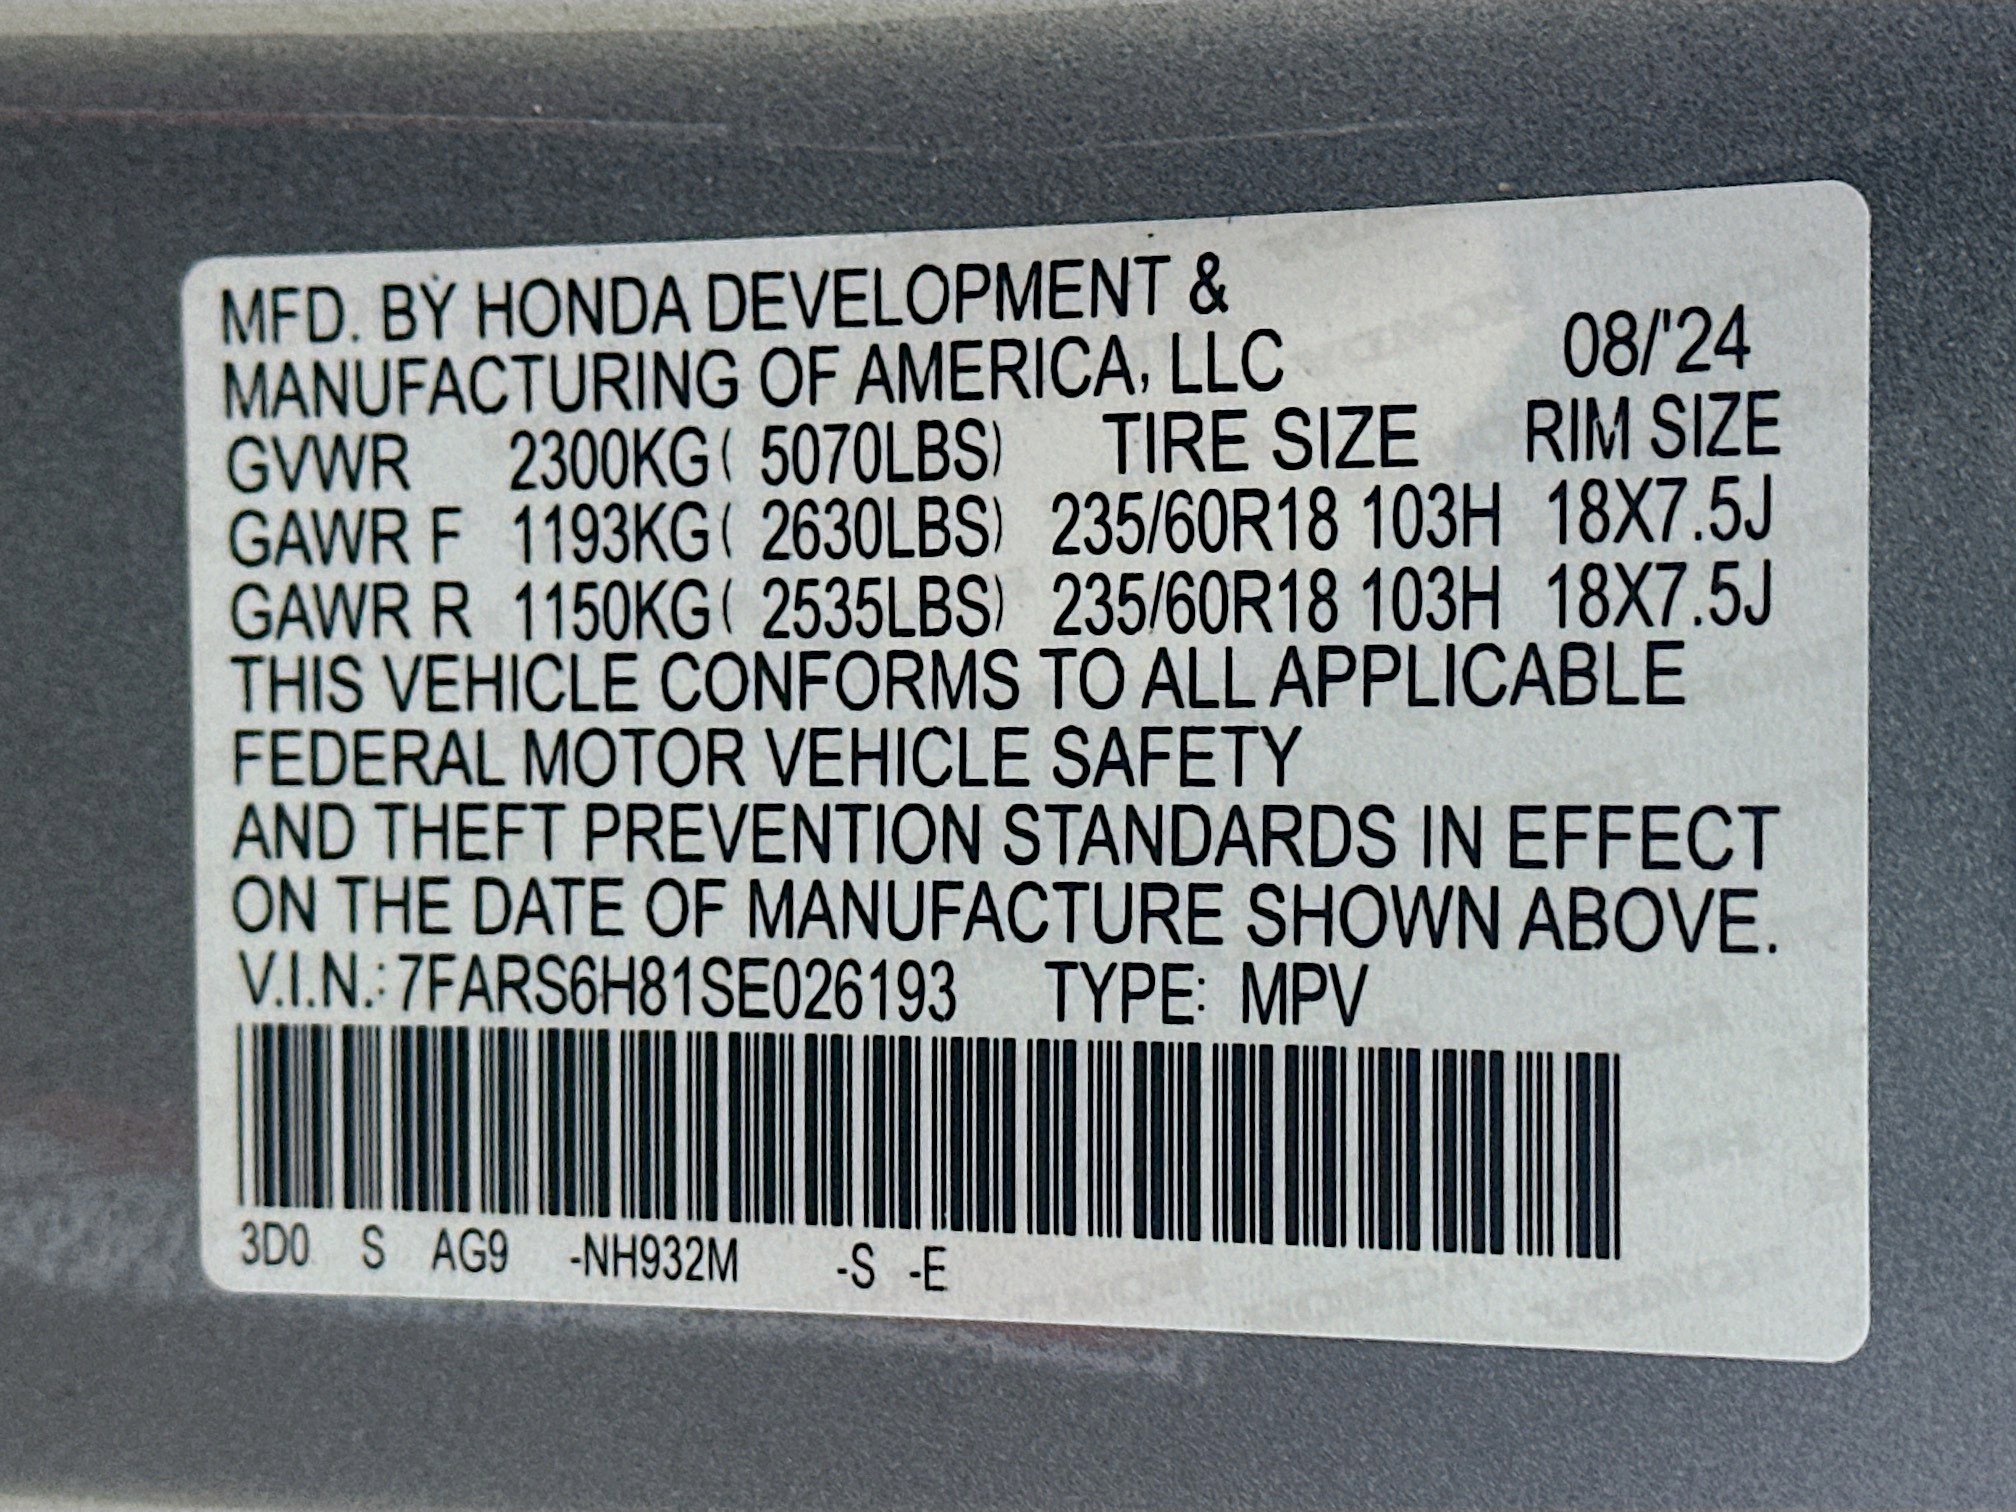 MFD. BY HONDA DEVELOPMENT &
MANUFACTURING OF AMERICA, LLC 08/'24
GVWR 2300KG( 5070LBS) TIRE SIZE RIM SIZE
GAWR F 1193KG( 2630LBS) 235/60R18 103H 18X7.5J
GAWR R 1150KG( 2535LBS) 235/60R18 103H 18X7.5J
THIS VEHICLE CONFORMS TO ALL APPLICABLE
FEDERAL MOTOR VEHICLE SAFETY
AND THEFT PREVENTION STANDARDS IN EFFECT
ON THE DATE OF MANUFACTURE SHOWN ABOVE.
V.I.N.: 7FARS6H81SE026193 TYPE: MPV
3D0 S AG9 -NH932M -S -E